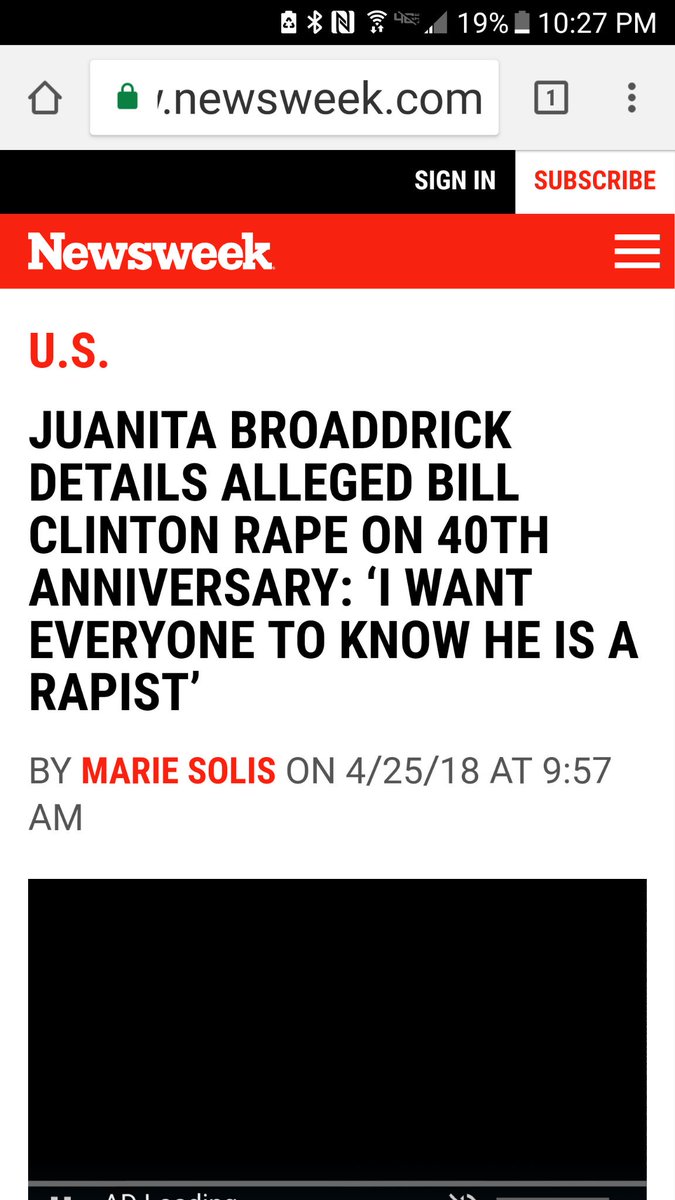 19% 10:27 PM
.newsweek.com
1
SIGN IN
SUBSCRIBE
Newsweek
U.S.
JUANITA BROADDRICK
DETAILS ALLEGED BILL
CLINTON RAPE ON 40TH
ANNIVERSARY: ‘I WANT
EVERYONE TO KNOW HE IS A
RAPIST’
BY MARIE SOLIS ON 4/25/18 AT 9:57
AM
AD Loading